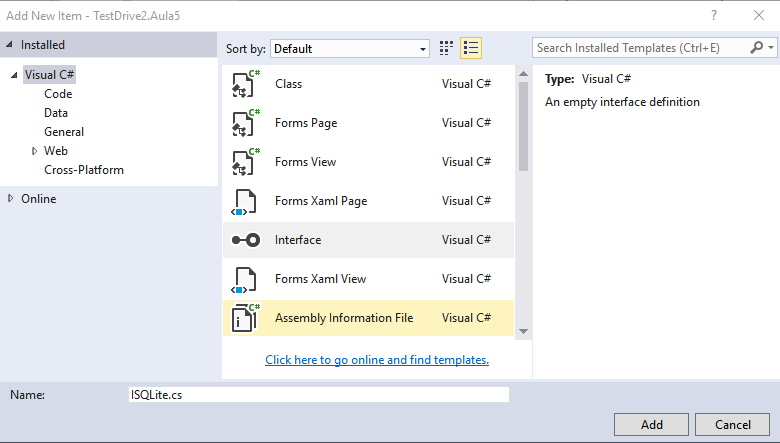 Add New Item - TestDrive2.Aula5
? X
Installed
Sort by: Default
Search Installed Templates (Ctrl+E)
Visual C#
Code
Data
General
Web
Cross-Platform
Online
C# Class Visual C#
C# Forms Page Visual C#
C# Forms View Visual C#
Forms Xaml Page Visual C#
Interface Visual C#
Forms Xaml View Visual C#
C# Assembly Information File Visual C#
Click here to go online and find templates.
Type: Visual C#
An empty interface definition
Name: ISQLite.cs
Add Cancel